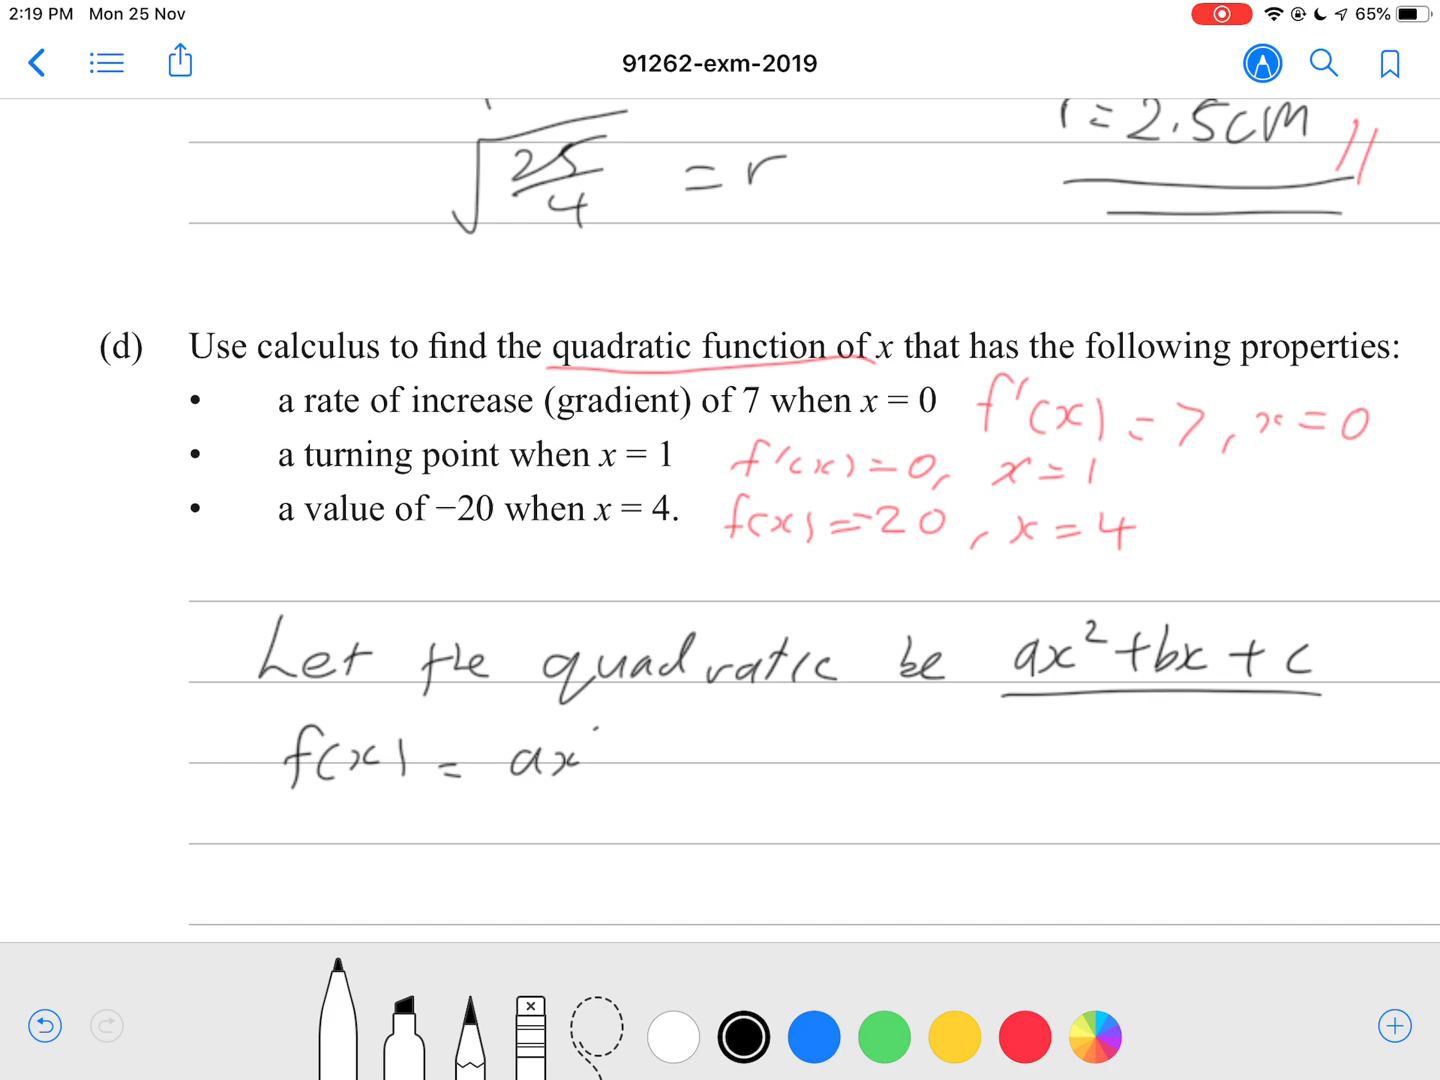 2:19 PM Mon 25 Nov 65%
91262-exm-2019
r = 2.5cm
√25/4 = r
(d) Use calculus to find the quadratic function of x that has the following properties:
• a rate of increase (gradient) of 7 when x = 0 f'(x) = 7, x = 0
• a turning point when x = 1 f'(x) = 0, x = 1
• a value of −20 when x = 4. f(x) = -20, x = 4
Let the quadratic be ax² + bx + c
f(x) = ax